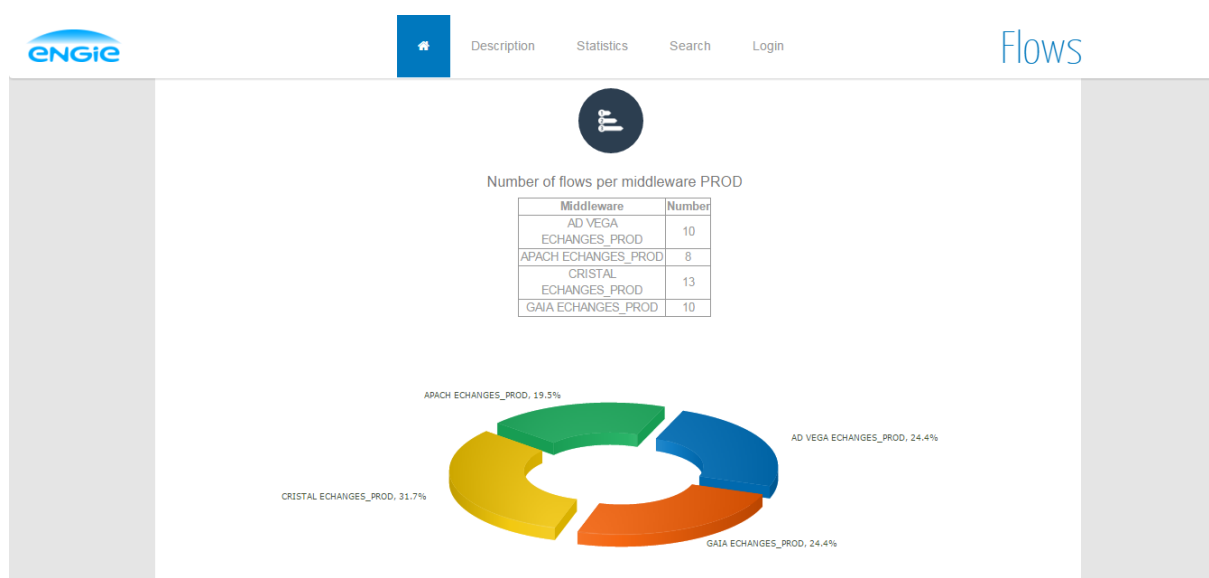 ENGIE
Description Statistics Search Login
Flows
Number of flows per middleware PROD
Middleware Number
AD VEGA
ECHANGES_PROD 10
APACH ECHANGES_PROD 8
CRISTAL
ECHANGES_PROD 13
GAIA ECHANGES_PROD 10
APACH ECHANGES_PROD, 19.5%
AD VEGA ECHANGES_PROD, 24.4%
CRISTAL ECHANGES_PROD, 31.7%
GAIA ECHANGES_PROD, 24.4%